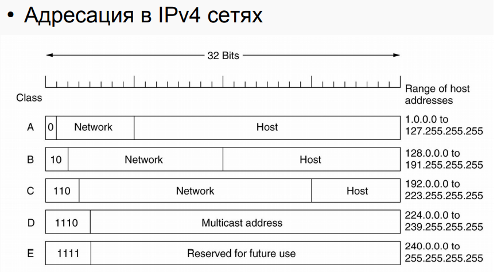 • Адресация в IPv4 сетях
32 Bits
Class
Range of host
addresses
A 0 Network Host 1.0.0.0 to
127.255.255.255
B 10 Network Host 128.0.0.0 to
191.255.255.255
C 110 Network Host 192.0.0.0 to
223.255.255.255
D 1110 Multicast address 224.0.0.0 to
239.255.255.255
E 1111 Reserved for future use 240.0.0.0 to
255.255.255.255